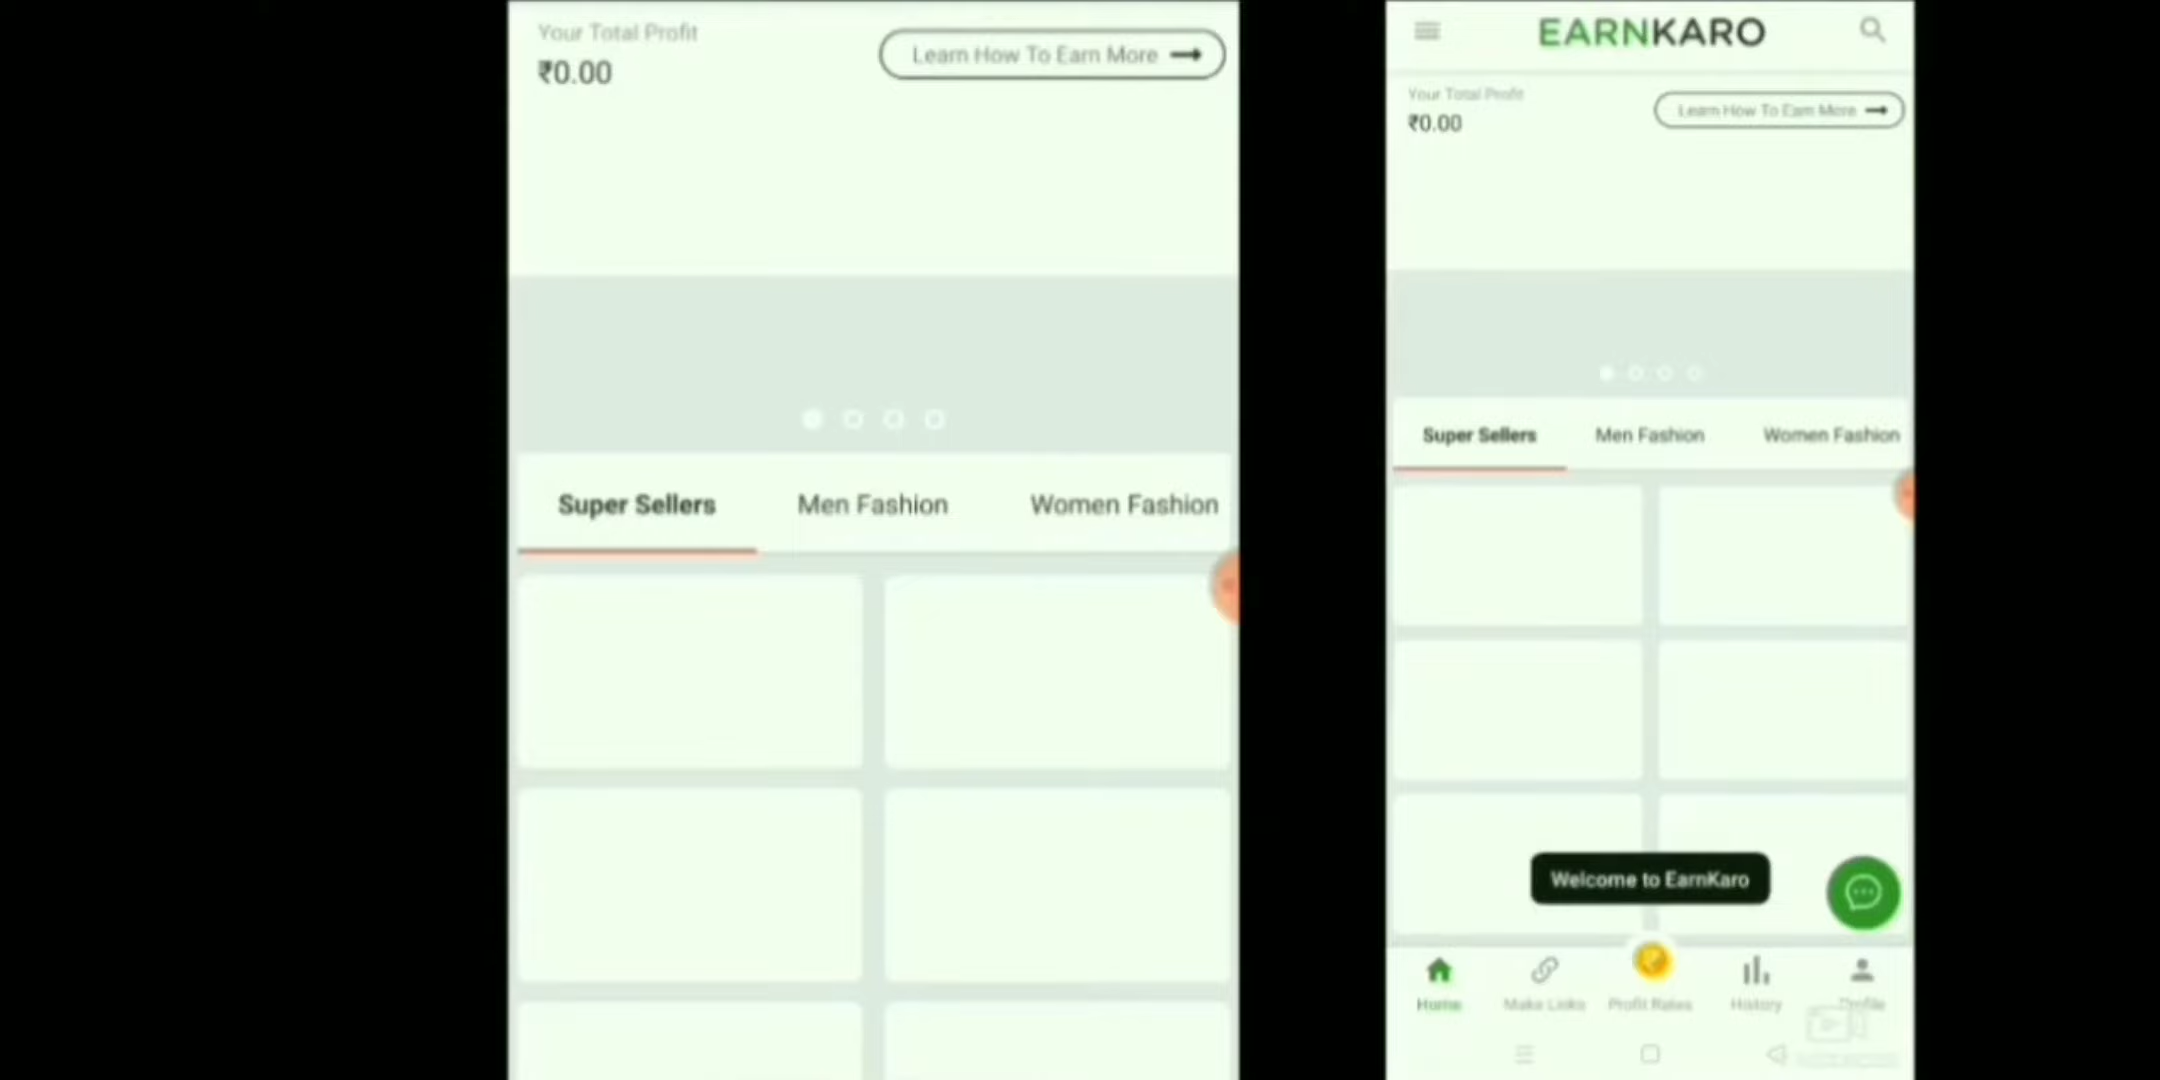 Your Total Profit
₹0.00
Learn How To Earn More
Super Sellers
Men Fashion
Women Fashion
EARNKARO
Your Total Profit
₹0.00
Learn How To Earn More
Super Sellers
Men Fashion
Women Fashion
Welcome to EarnKaro
Home
Make Links
Profit Rates
History
Profile